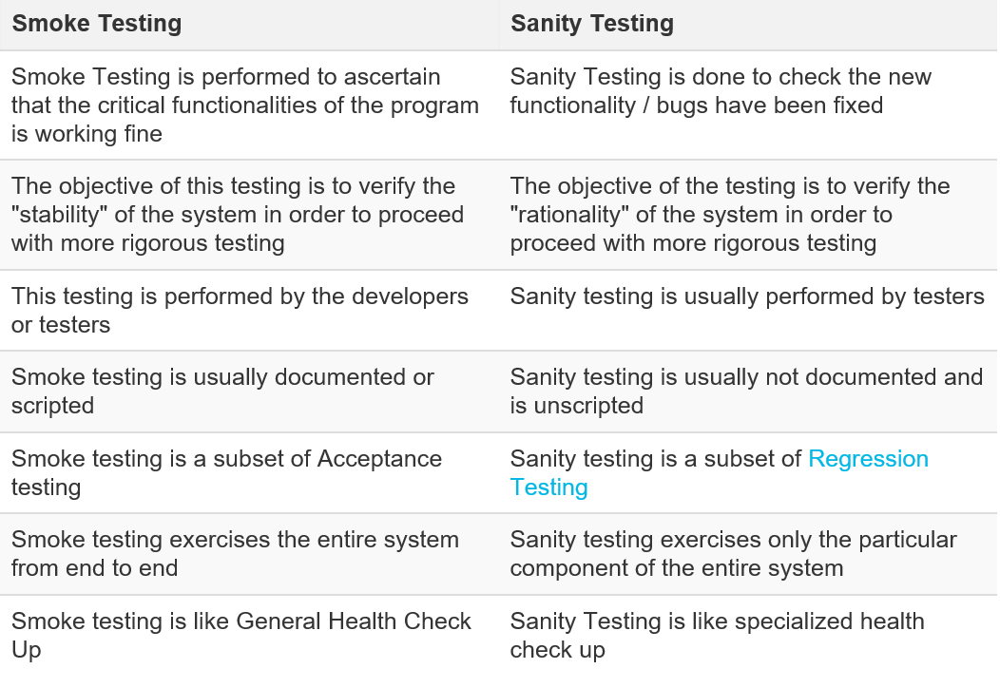 Smoke Testing
Sanity Testing
Smoke Testing is performed to ascertain
that the critical functionalities of the program
is working fine
Sanity Testing is done to check the new
functionality / bugs have been fixed
The objective of this testing is to verify the
"stability" of the system in order to proceed
with more rigorous testing
The objective of the testing is to verify the
"rationality" of the system in order to
proceed with more rigorous testing
This testing is performed by the developers
or testers
Sanity testing is usually performed by testers
Smoke testing is usually documented or
scripted
Sanity testing is usually not documented and
is unscripted
Smoke testing is a subset of Acceptance
testing
Sanity testing is a subset of Regression
Testing
Smoke testing exercises the entire system
from end to end
Sanity testing exercises only the particular
component of the entire system
Smoke testing is like General Health Check
Up
Sanity Testing is like specialized health
check up